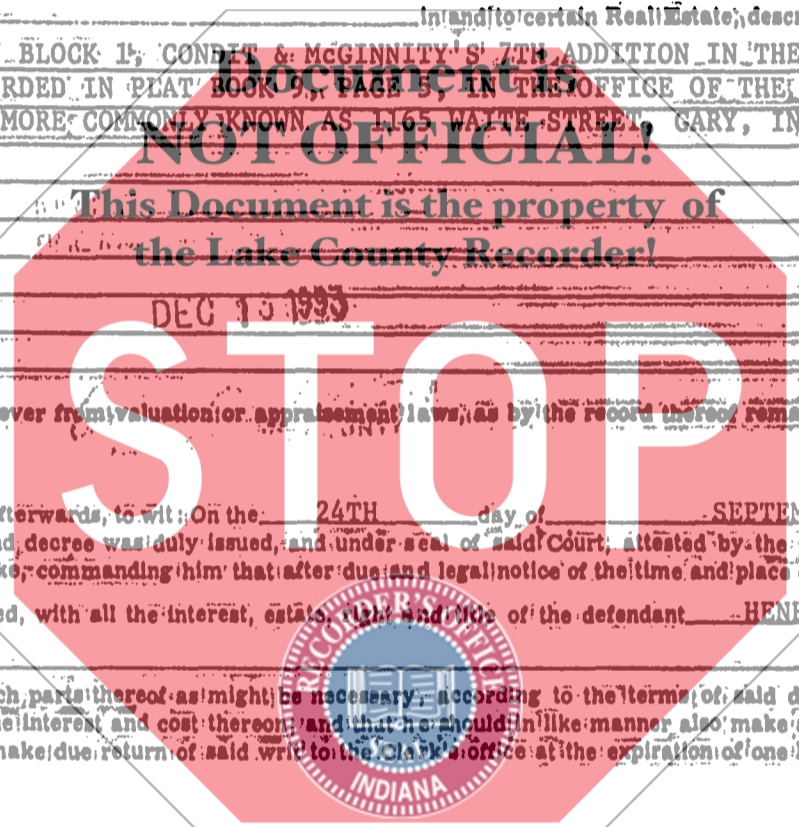 in and to certain Real Estate, descr
BLOCK 1, CONDIT & McGINNITY'S 7TH ADDITION IN THE
RDED IN PLAT BOOK 9, PAGE 5, IN THE OFFICE OF THE
MORE COMMONLY KNOWN AS 1165 WAITE STREET, GARY, IN
Document is
NOT OFFICIAL!
This Document is the property of
the Lake County Recorder!
DEC 1 1993
STOP
ever from valuation or appraisement laws, as by the record thereof rema
fterwards, to wit: On the 24TH day of SEPTEM
d decree was duly issued, and under seal of said Court, attested by the
ke, commanding him that after due and legal notice of the time and place
ed, with all the interest, estate, right and title of the defendant HENR
ch parts thereof as might be necessary, according to the terms of said d
e interest and cost thereon and that he should in like manner also make
make due return of said writ to the Clerk's office at the expiration of one
RECORDER'S OFFICE
INDIANA